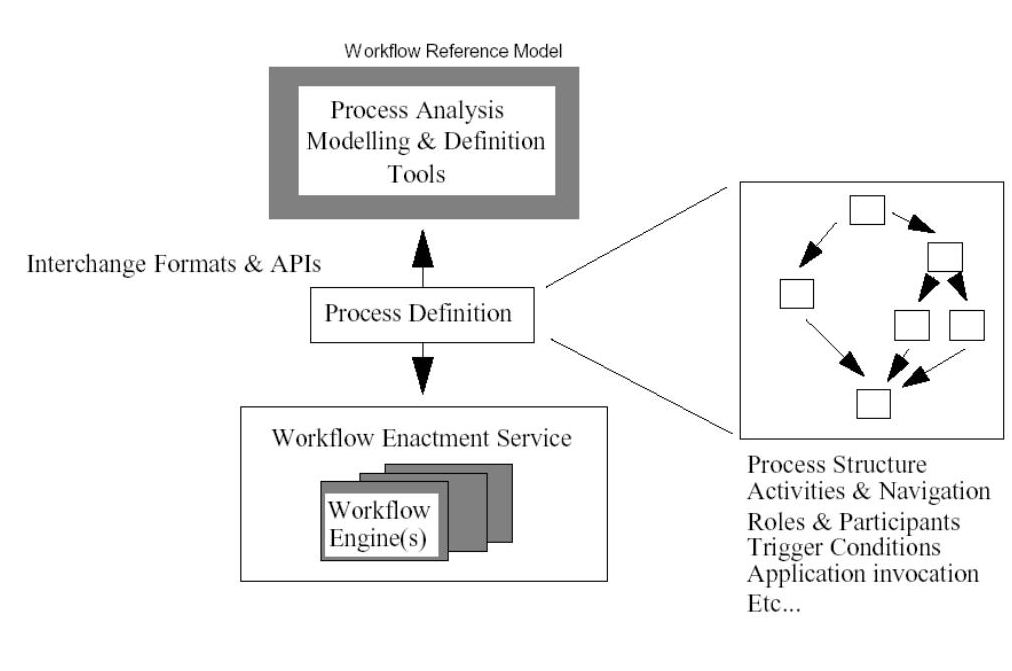 Workflow Reference Model
Process Analysis
Modelling & Definition
Tools
Interchange Formats & APIs
Process Definition
Workflow Enactment Service
Workflow
Engine(s)
Process Structure
Activities & Navigation
Roles & Participants
Trigger Conditions
Application invocation
Etc...